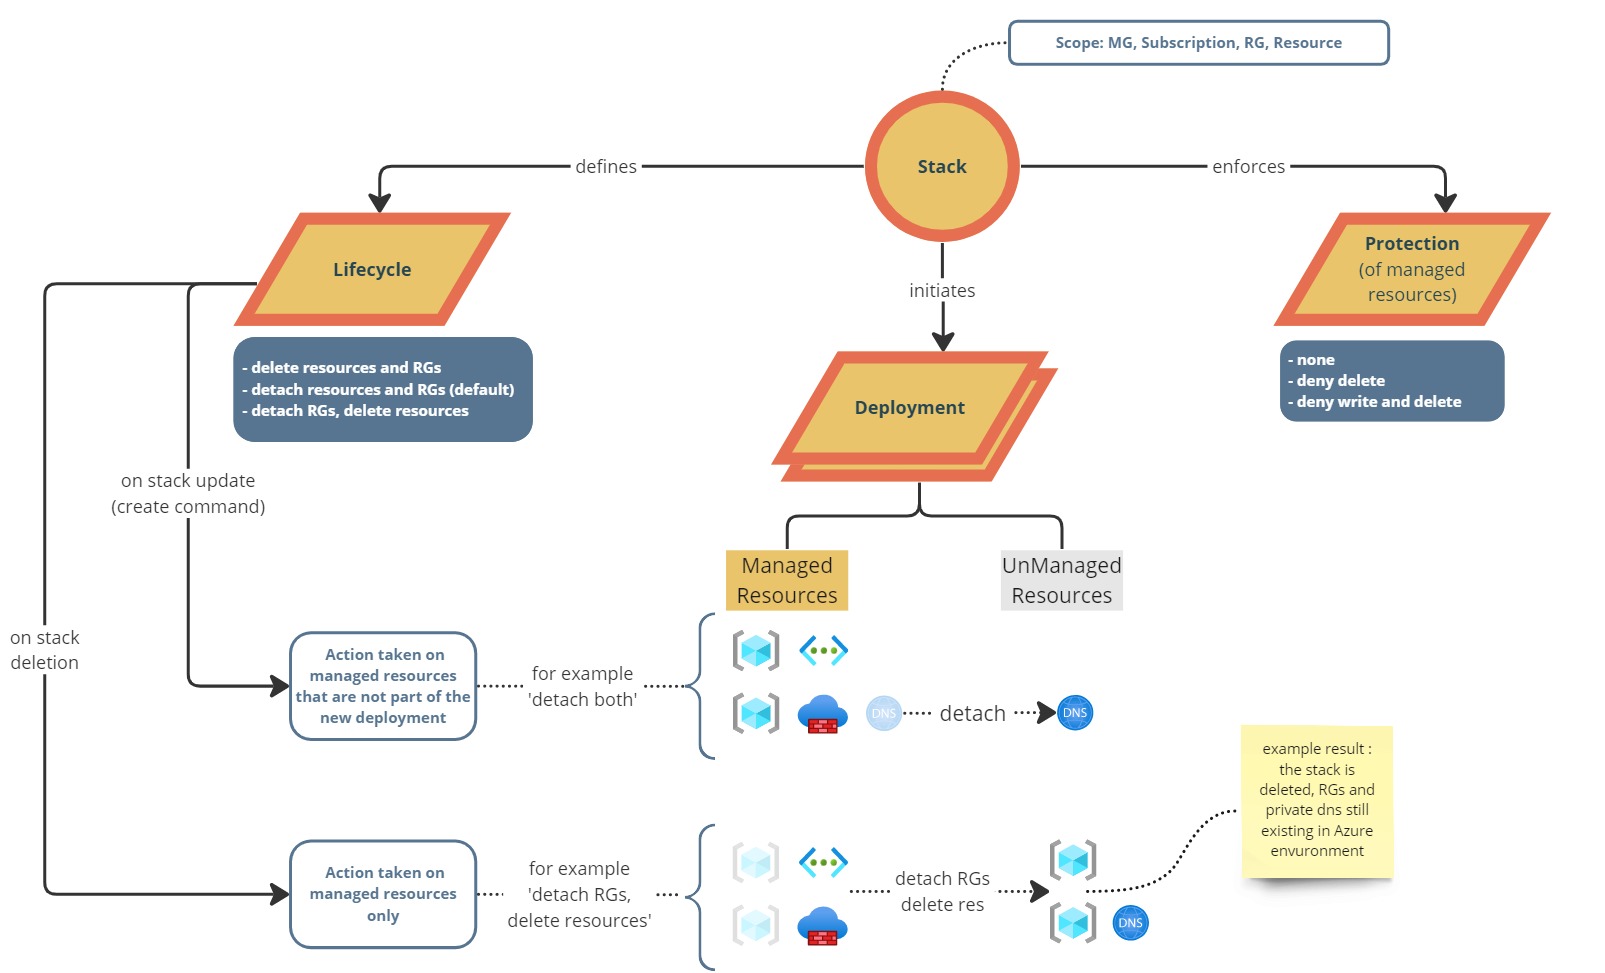 Scope: MG, Subscription, RG, Resource
Stack
defines
enforces
initiates
Lifecycle
- delete resources and RGs
- detach resources and RGs (default)
- detach RGs, delete resources
Protection
(of managed
resources)
- none
- deny delete
- deny write and delete
Deployment
on stack update
(create command)
on stack
deletion
Managed
Resources
UnManaged
Resources
Action taken on
managed resources
that are not part of the
new deployment
for example
'detach both'
DNS
detach
DNS
Action taken on
managed resources
only
for example
'detach RGs,
delete resources'
detach RGs
delete res
DNS
example result :
the stack is
deleted, RGs and
private dns still
existing in Azure
envuronment